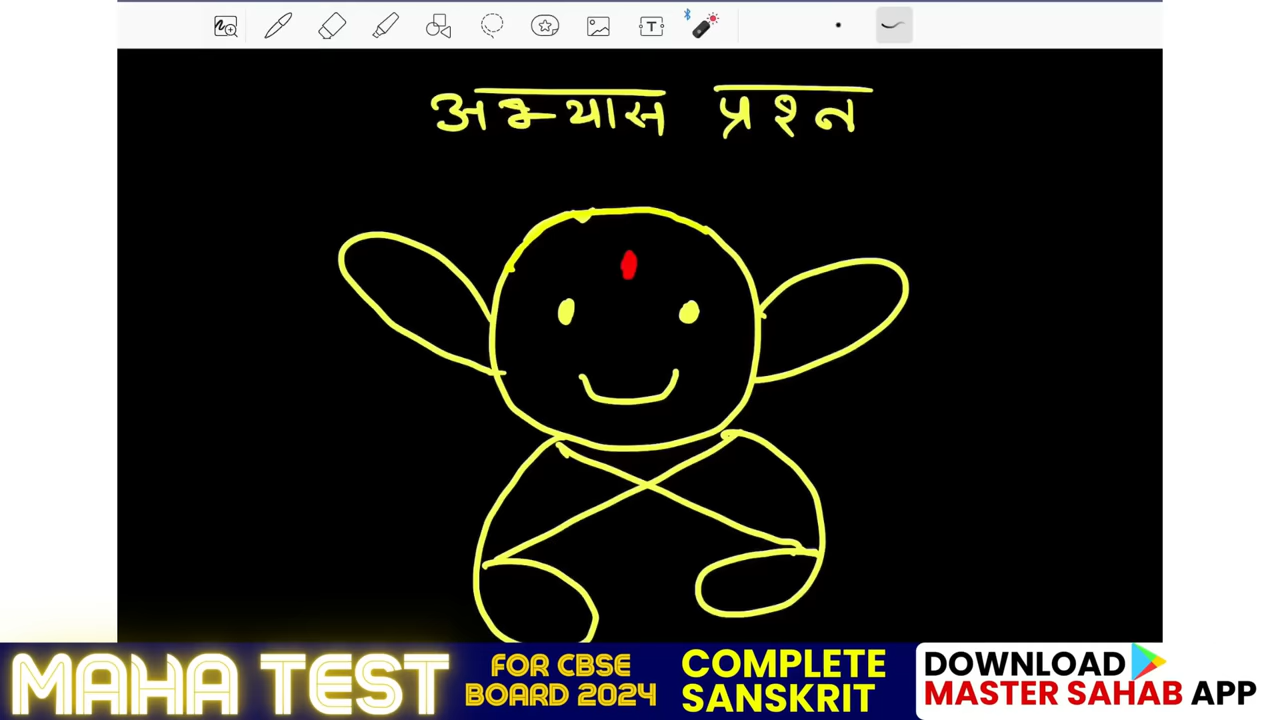 अभ्यास प्रश्न
MAHA TEST
FOR CBSE
BOARD 2024
COMPLETE
SANSKRIT
DOWNLOAD
MASTER SAHAB APP